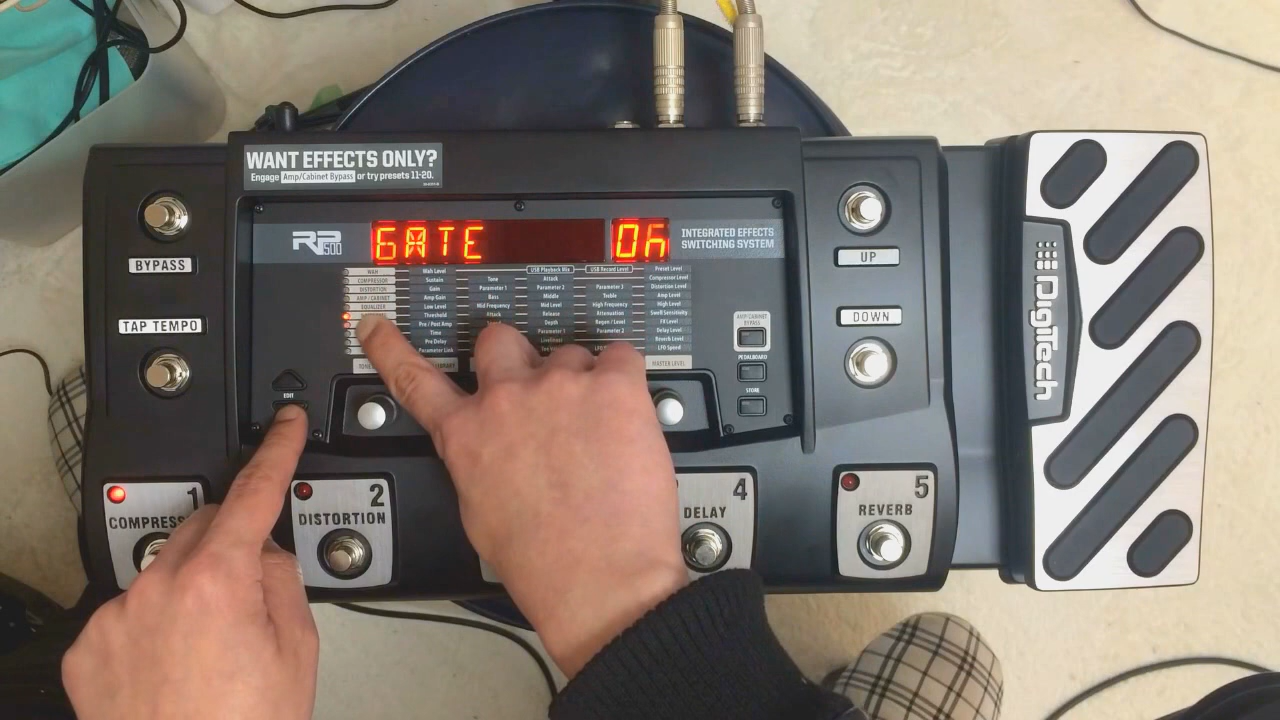 WANT EFFECTS ONLY?
Engage Amp/Cabinet Bypass or try presets 11-20.
RP500
GATE
On
INTEGRATED EFFECTS
SWITCHING SYSTEM
BYPASS
TAP TEMPO
UP
DOWN
WAH
Wah Level
USB Playback Mix
USB Record Level
Preset Level
COMPRESSOR
Sustain
Tone
Attack
Compressor Level
DISTORTION
Gain
Parameter 1
Parameter 2
Parameter 3
Distortion Level
AMP / CABINET
Amp Gain
Bass
Middle
Treble
Amp Level
EQUALIZER
Low Level
Mid Frequency
Mid Level
High Frequency
High Level
Threshold
Attack
Release
Attenuation
Swell Sensitivity
Pre / Post Amp
Depth
Regen / Level
FX Level
Time
Parameter 1
Parameter 2
Delay Level
Pre Delay
Liveliness
Reverb Level
Parameter Link
LFO Speed
MASTER LEVEL
AMP/CABINET
BYPASS
PEDALBOARD
STORE
EDIT
DigiTech
1
COMPRESS
2
DISTORTION
4
DELAY
5
REVERB